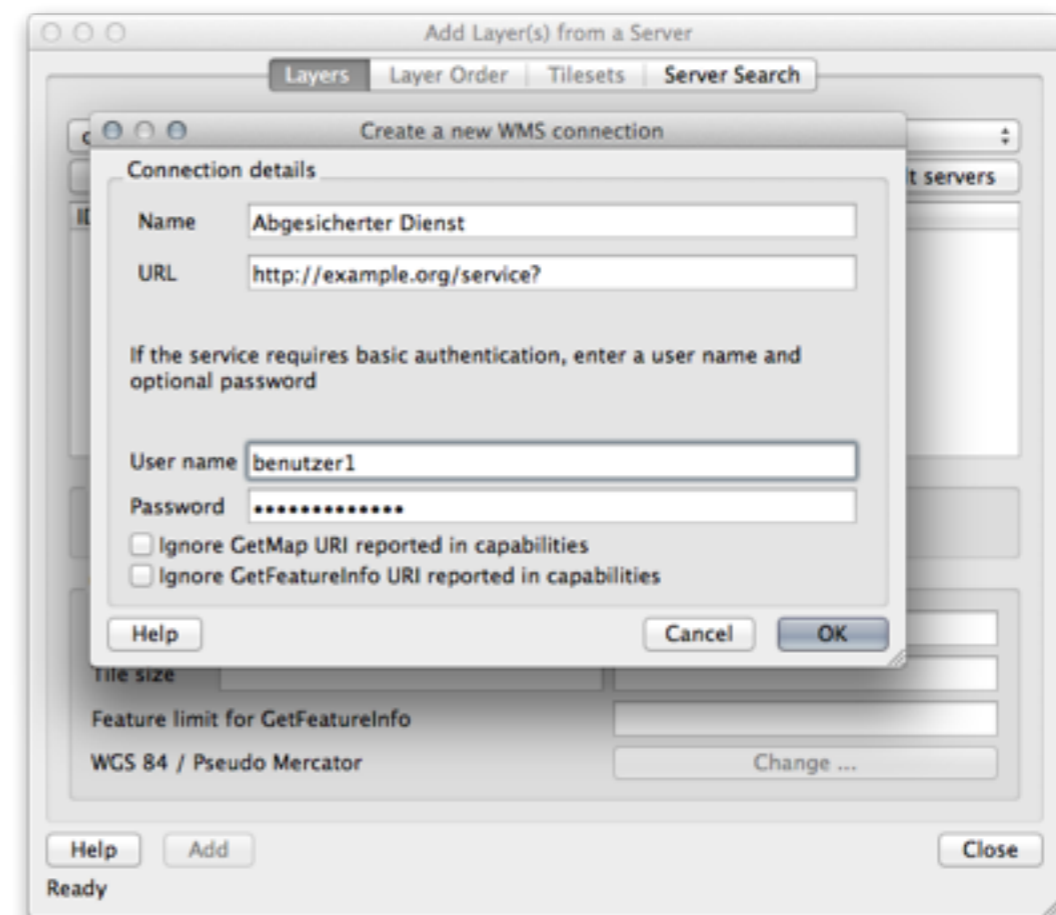 Add Layer(s) from a Server
Layers Layer Order Tilesets Server Search
Create a new WMS connection
lt servers
Connection details
Name Abgesicherter Dienst
URL http://example.org/service?
If the service requires basic authentication, enter a user name and
optional password
User name benutzer1
Password •••••••••••••
Ignore GetMap URI reported in capabilities
Ignore GetFeatureInfo URI reported in capabilities
Help Cancel OK
Tile size
Feature limit for GetFeatureInfo
WGS 84 / Pseudo Mercator Change ...
Help Add Close
Ready